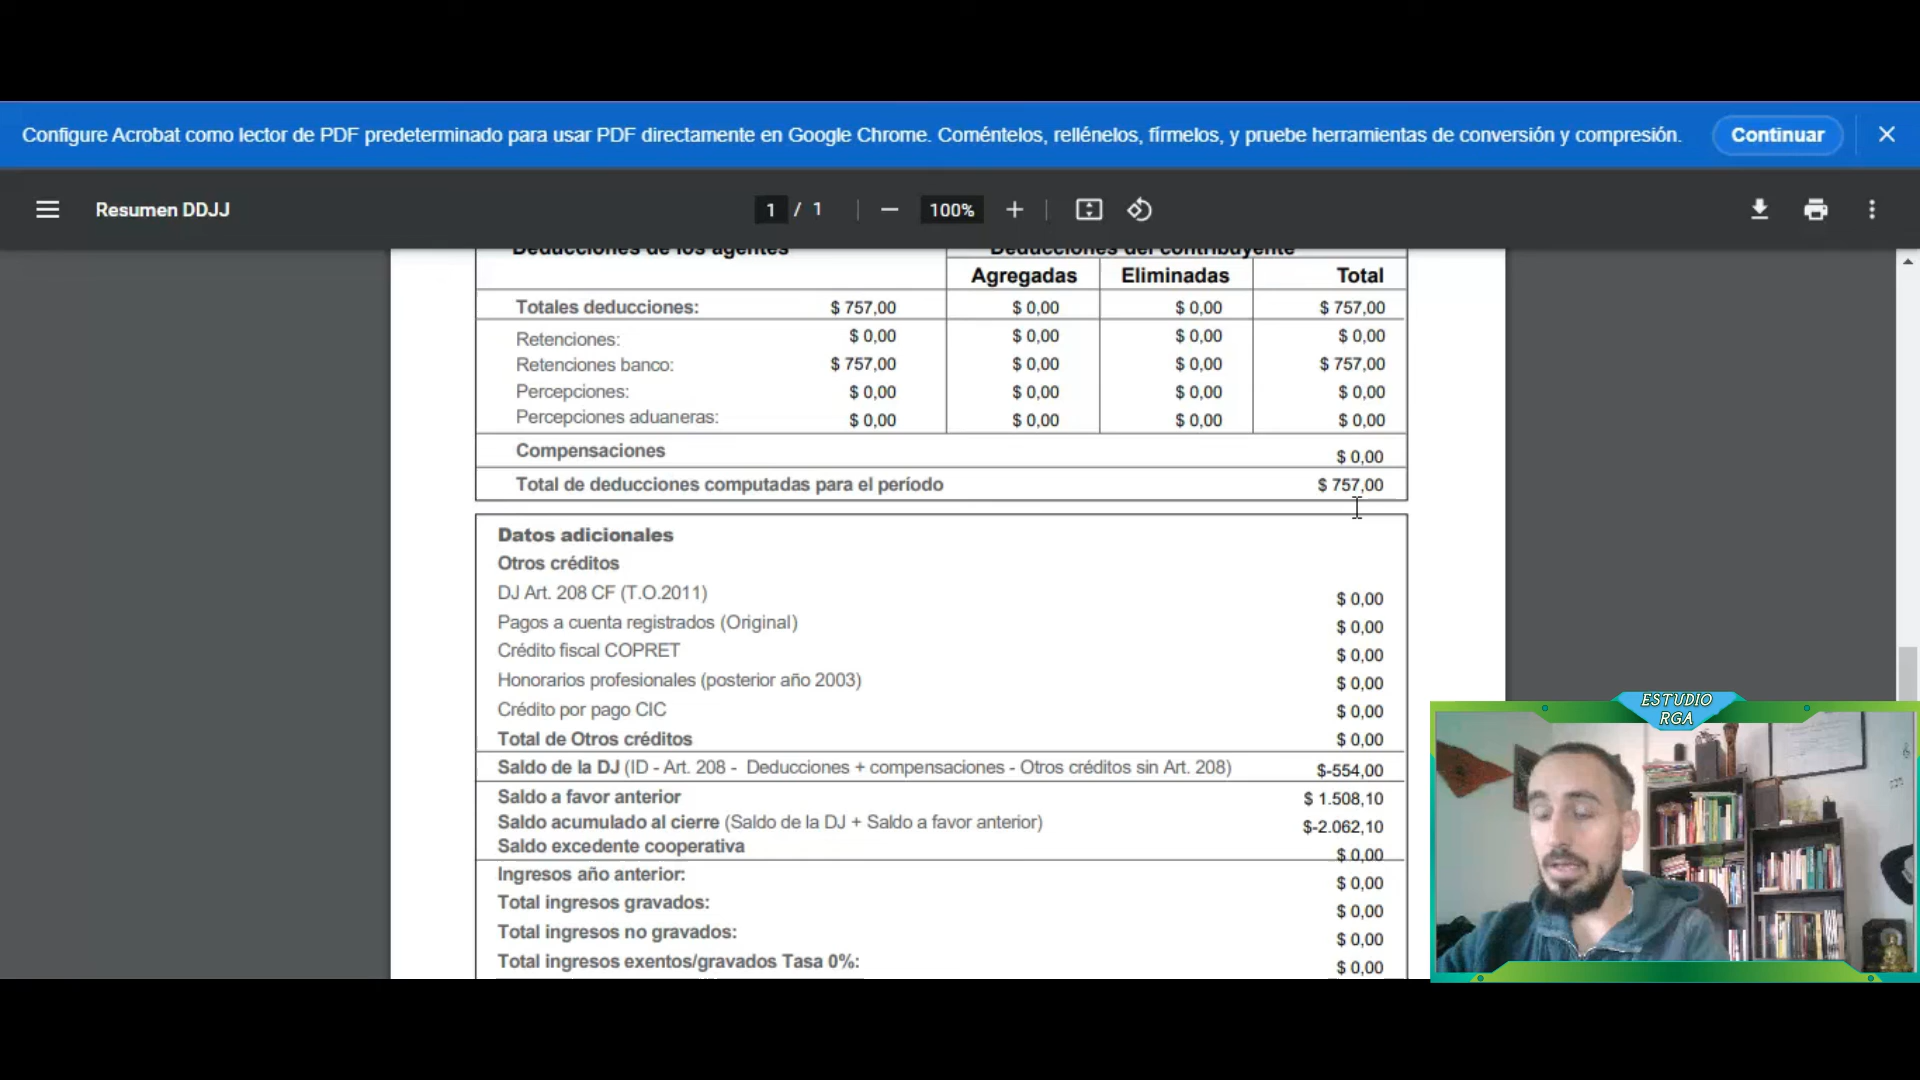 Configure Acrobat como lector de PDF predeterminado para usar PDF directamente en Google Chrome. Coméntelos, rellénelos, fírmelos, y pruebe herramientas de conversión y compresión. Continuar
Resumen DDJJ 1 / 1 100%
Deducciones de los agentes Deducciones del contribuyente
Agregadas Eliminadas Total
Totales deducciones: $ 757,00 $ 0,00 $ 0,00 $ 757,00
Retenciones: $ 0,00 $ 0,00 $ 0,00 $ 0,00
Retenciones banco: $ 757,00 $ 0,00 $ 0,00 $ 757,00
Percepciones: $ 0,00 $ 0,00 $ 0,00 $ 0,00
Percepciones aduaneras: $ 0,00 $ 0,00 $ 0,00 $ 0,00
Compensaciones $ 0,00
Total de deducciones computadas para el período $ 757,00
Datos adicionales
Otros créditos
DJ Art. 208 CF (T.O.2011) $ 0,00
Pagos a cuenta registrados (Original) $ 0,00
Crédito fiscal COPRET $ 0,00
Honorarios profesionales (posterior año 2003) $ 0,00
Crédito por pago CIC $ 0,00
Total de Otros créditos $ 0,00
Saldo de la DJ (ID - Art. 208 - Deducciones + compensaciones - Otros créditos sin Art. 208) $-554,00
Saldo a favor anterior $ 1.508,10
Saldo acumulado al cierre (Saldo de la DJ + Saldo a favor anterior) $-2.062,10
Saldo excedente cooperativa $ 0,00
Ingresos año anterior: $ 0,00
Total ingresos gravados: $ 0,00
Total ingresos no gravados: $ 0,00
Total ingresos exentos/gravados Tasa 0%: $ 0,00
ESTUDIO
RGA